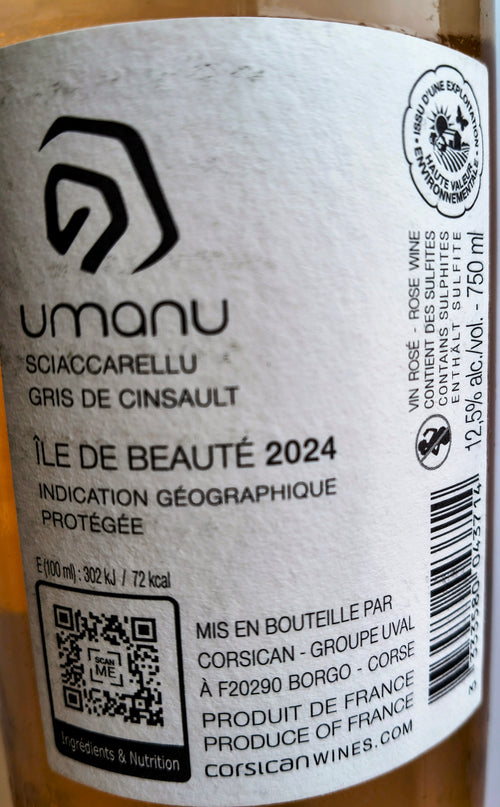 umanu
SCIACCARELLU
GRIS DE CINSAULT
ÎLE DE BEAUTÉ 2024
INDICATION GÉOGRAPHIQUE
PROTÉGÉE
E (100 ml) : 302 kJ / 72 kcal
SCAN
ME
Ingrédients & Nutrition
MIS EN BOUTEILLE PAR
CORSICAN - GROUPE UVAL
À F20290 BORGO - CORSE
PRODUIT DE FRANCE
PRODUCE OF FRANCE
corsicanwines.com
• ISSU D'UNE EXPLOITATION •
HAUTE VALEUR
ENVIRONNEMENTALE
VIN ROSÉ - ROSE WINE
CONTIENT DES SULFITES
CONTAINS SULPHITES
ENTHÄLT SULFITE
12,5% alc./vol. - 750 ml